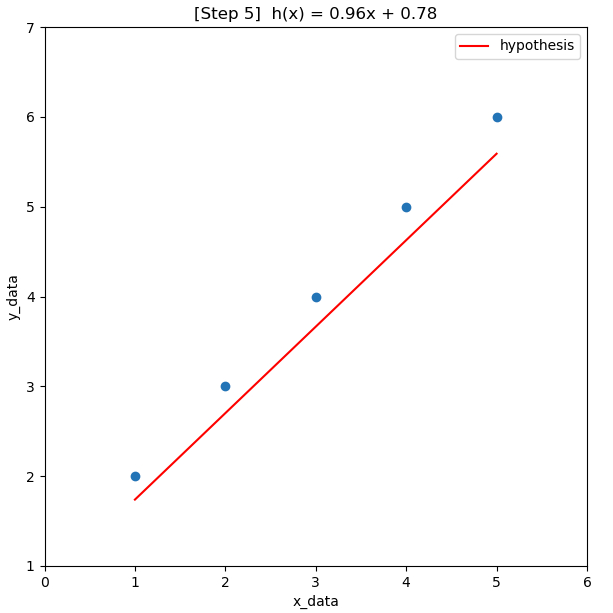 [Step 5]  h(x) = 0.96x + 0.78
hypothesis
7
6
5
4
3
2
1
y_data
0 1 2 3 4 5 6
x_data